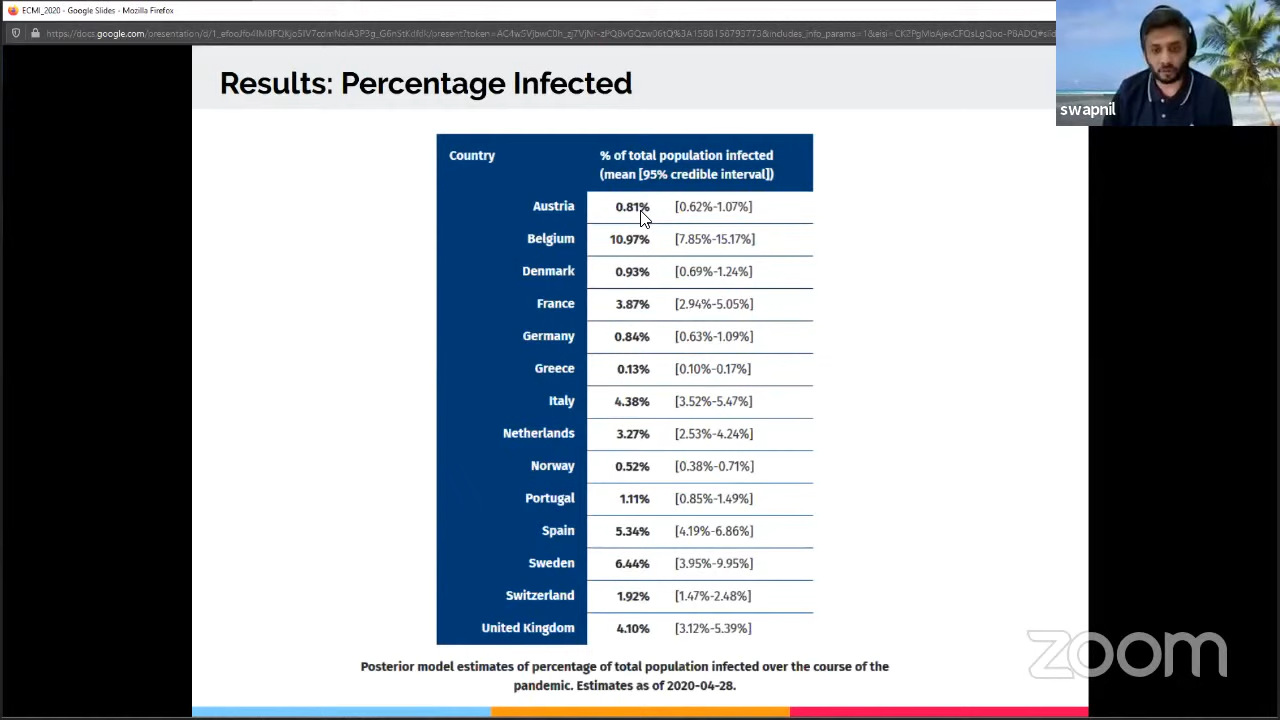 ECMI_2020 - Google Slides - Mozilla Firefox
Results: Percentage Infected
swapnil
Country % of total population infected
(mean [95% credible interval])
Austria 0.81% [0.62%-1.07%]
Belgium 10.97% [7.85%-15.17%]
Denmark 0.93% [0.69%-1.24%]
France 3.87% [2.94%-5.05%]
Germany 0.84% [0.63%-1.09%]
Greece 0.13% [0.10%-0.17%]
Italy 4.38% [3.52%-5.47%]
Netherlands 3.27% [2.53%-4.24%]
Norway 0.52% [0.38%-0.71%]
Portugal 1.11% [0.85%-1.49%]
Spain 5.34% [4.19%-6.86%]
Sweden 6.44% [3.95%-9.95%]
Switzerland 1.92% [1.47%-2.48%]
United Kingdom 4.10% [3.12%-5.39%]
Posterior model estimates of percentage of total population infected over the course of the
pandemic. Estimates as of 2020-04-28.
zoom